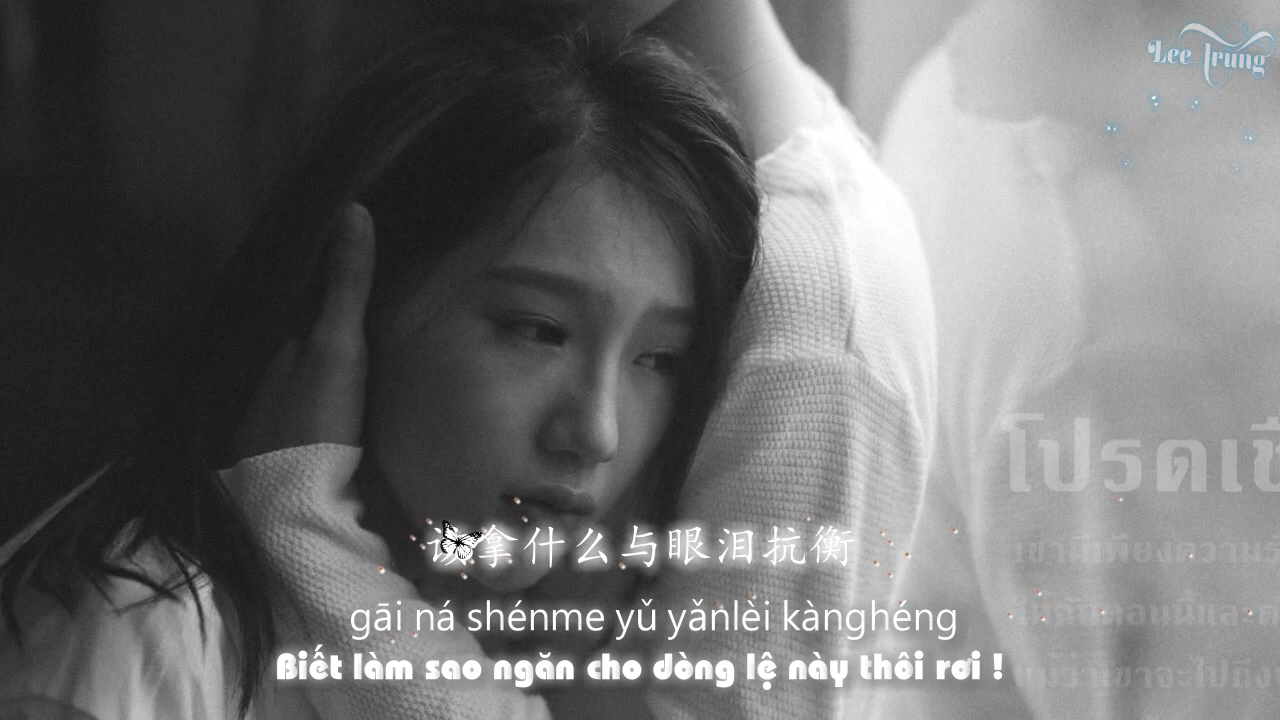 Lee Trung
โปรดเชื
该拿什么与眼泪抗衡
gāi ná shénme yǔ yǎnlèi kànghéng
Biết làm sao ngăn cho dòng lệ này thôi rơi !